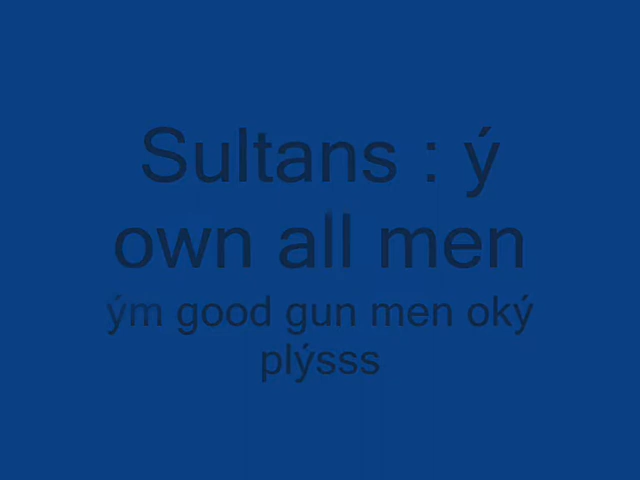 Sultans : ý
own all men
ým good gun men oký
plýsss